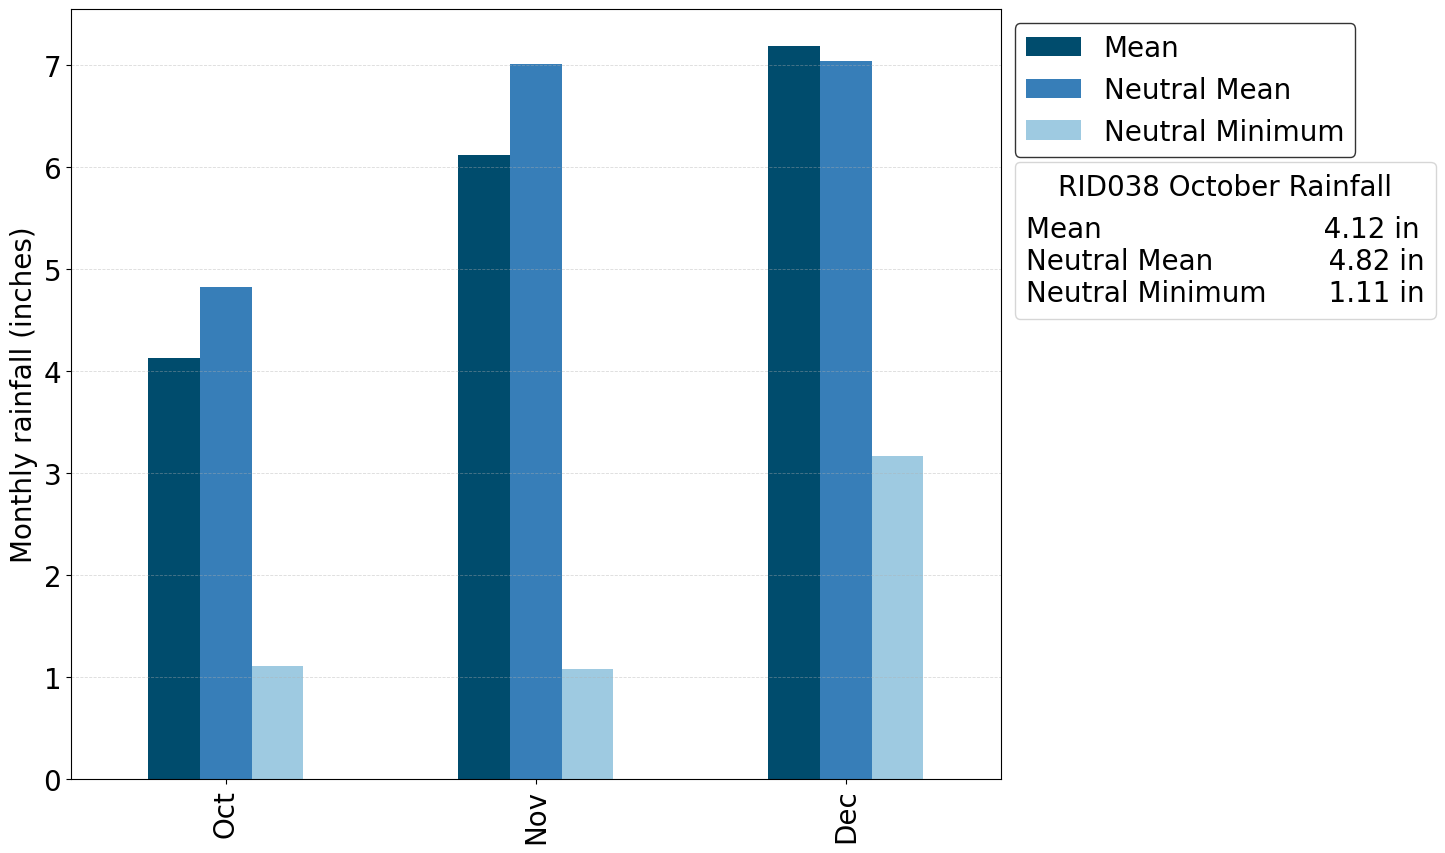 Monthly rainfall (inches)
7
6
5
4
3
2
1
0
Oct
Nov
Dec
Mean
Neutral Mean
Neutral Minimum
RID038 October Rainfall
Mean 4.12 in
Neutral Mean 4.82 in
Neutral Minimum 1.11 in